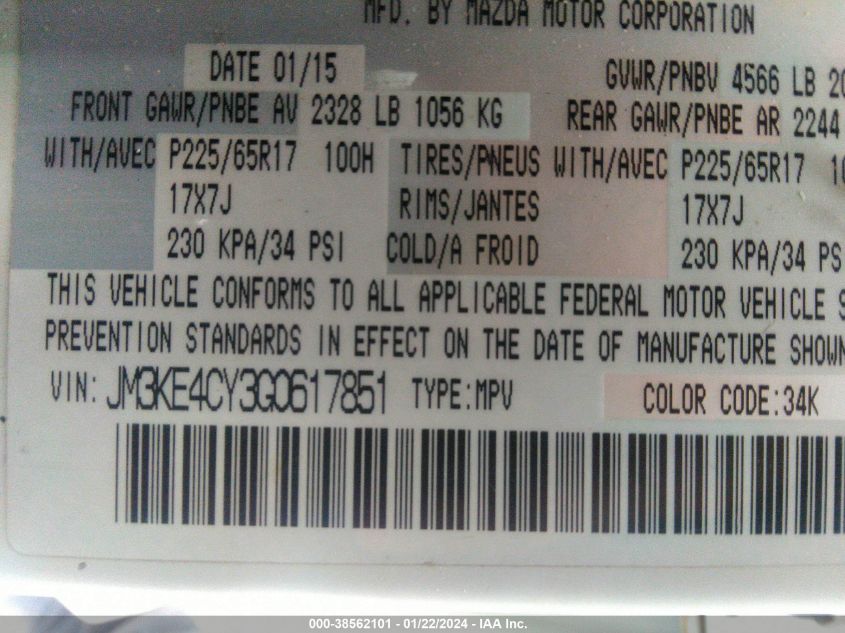 MFD. BY MAZDA MOTOR CORPORATION
DATE 01/15 GVWR/PNBV 4566 LB 20
FRONT GAWR/PNBE AV 2328 LB 1056 KG REAR GAWR/PNBE AR 2244
WITH/AVEC P225/65R17 100H TIRES/PNEUS WITH/AVEC P225/65R17 10
17X7J RIMS/JANTES 17X7J
230 KPA/34 PSI COLD/A FROID 230 KPA/34 PS
THIS VEHICLE CONFORMS TO ALL APPLICABLE FEDERAL MOTOR VEHICLE S
PREVENTION STANDARDS IN EFFECT ON THE DATE OF MANUFACTURE SHOWN
VIN: JM3KE4CY3G0617851 TYPE:MPV COLOR CODE:34K
000-38562101 - 01/22/2024 - IAA Inc.